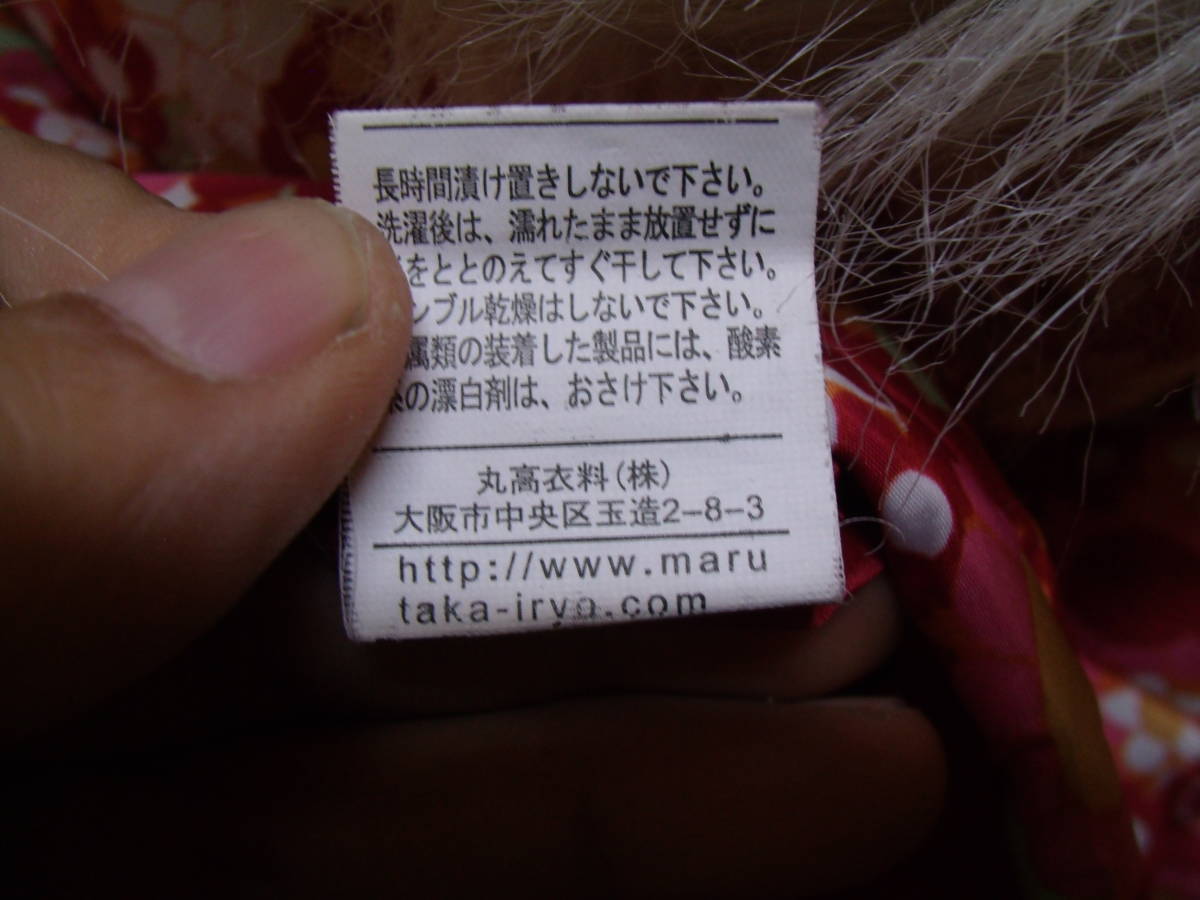 長時間漬け置きしないで下さい。
洗濯後は、濡れたまま放置せずに
をととのえてすぐ干して下さい。
ンブル乾燥はしないで下さい。
属類の装着した製品には、酸素
系の漂白剤は、おさけ下さい。
丸高衣料(株)
大阪市中央区玉造2-8-3
http://www.maru
taka-iryo.com